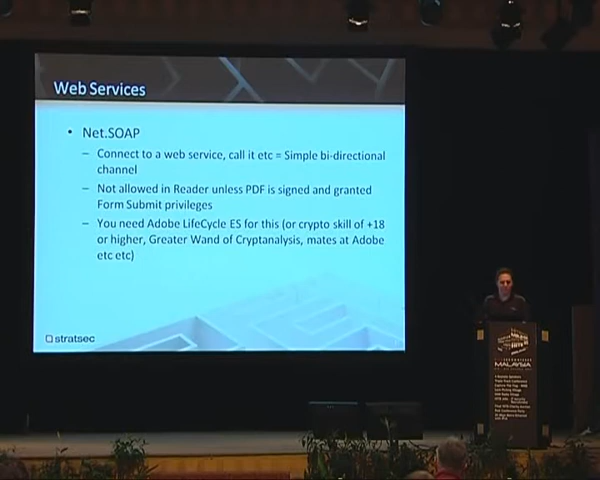 Web Services
• Net.SOAP
– Connect to a web service, call it etc = Simple bi-directional
channel
– Not allowed in Reader unless PDF is signed and granted
Form Submit privileges
– You need Adobe LifeCycle ES for this (or crypto skill of +18
or higher, Greater Wand of Cryptanalysis, mates at Adobe
etc etc)
stratsec
MALAYSIA